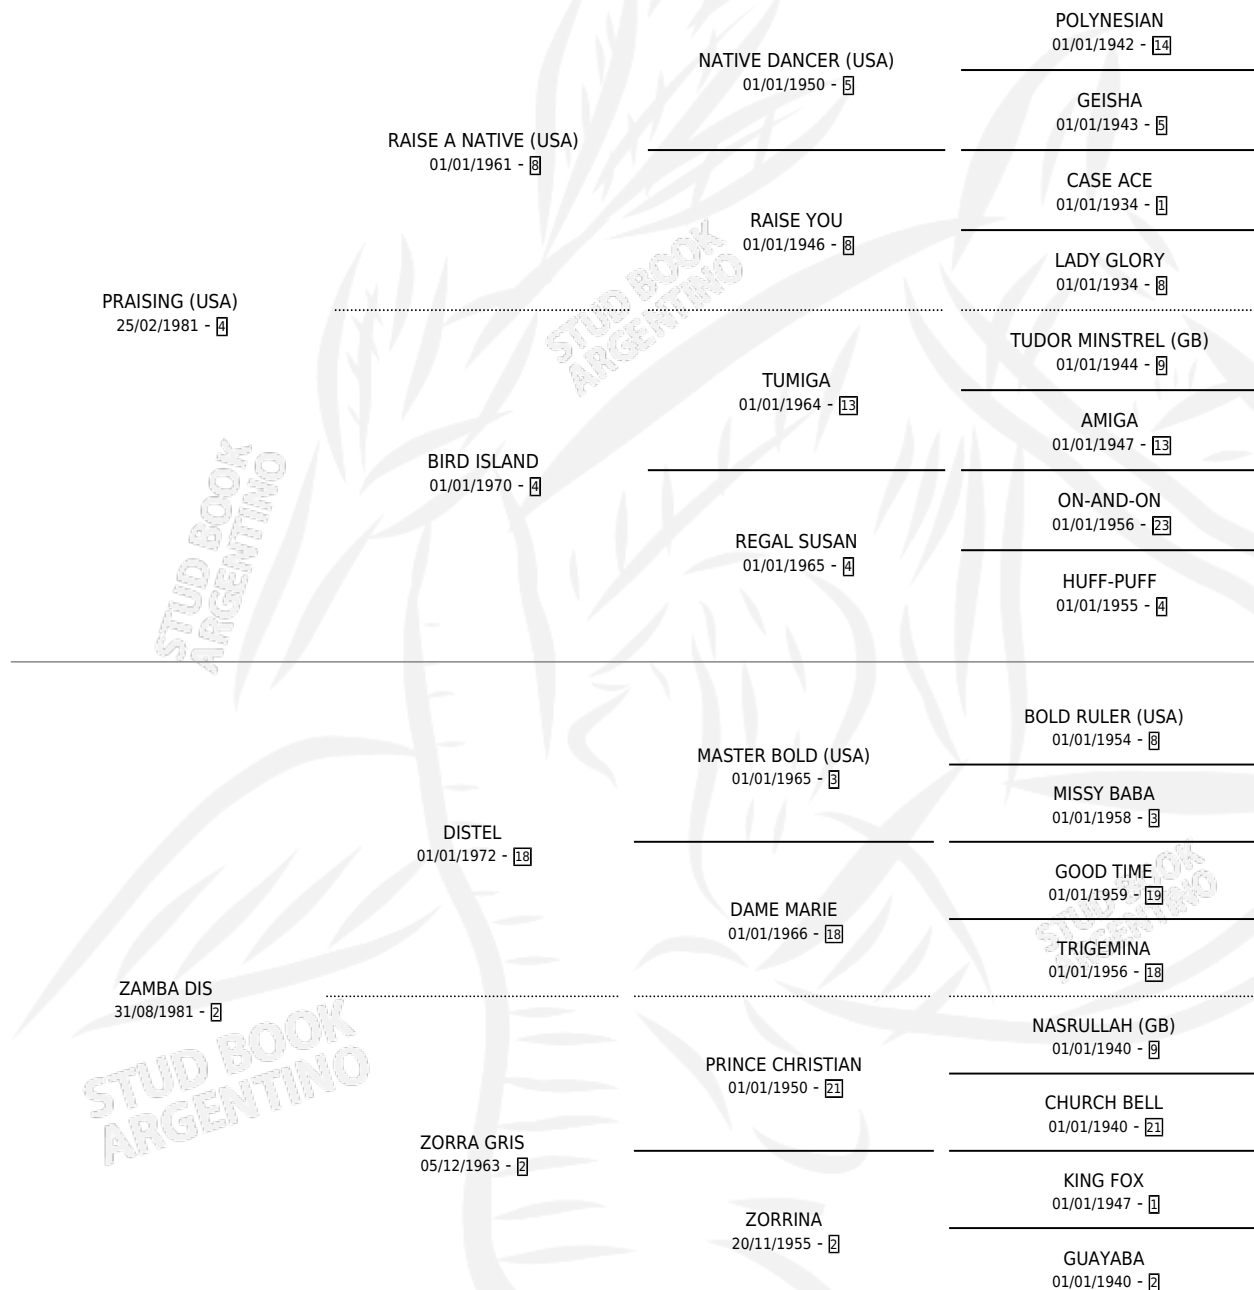 POLYNESIAN
01/01/1942 - 14
NATIVE DANCER (USA)
01/01/1950 - 5
GEISHA
01/01/1943 - 5
RAISE A NATIVE (USA)
01/01/1961 - 8
CASE ACE
01/01/1934 - 1
RAISE YOU
01/01/1946 - 8
LADY GLORY
01/01/1934 - 8
PRAISING (USA)
25/02/1981 - 4
TUDOR MINSTREL (GB)
01/01/1944 - 9
TUMIGA
01/01/1964 - 13
AMIGA
01/01/1947 - 13
BIRD ISLAND
01/01/1970 - 4
ON-AND-ON
01/01/1956 - 23
REGAL SUSAN
01/01/1965 - 4
HUFF-PUFF
01/01/1955 - 4
STUD BOOK
ARGENTINO
STUD BOOK
ARGENTINO
BOLD RULER (USA)
01/01/1954 - 8
MASTER BOLD (USA)
01/01/1965 - 3
MISSY BABA
01/01/1958 - 3
DISTEL
01/01/1972 - 18
GOOD TIME
01/01/1959 - 19
DAME MARIE
01/01/1966 - 18
TRIGEMINA
01/01/1956 - 18
ZAMBA DIS
31/08/1981 - 2
NASRULLAH (GB)
01/01/1940 - 9
PRINCE CHRISTIAN
01/01/1950 - 21
CHURCH BELL
01/01/1940 - 21
ZORRA GRIS
05/12/1963 - 2
KING FOX
01/01/1947 - 1
ZORRINA
20/11/1955 - 2
GUAYABA
01/01/1940 - 2
STUD BOOK
ARGENTINO
STUD BOOK
ARGENTINO